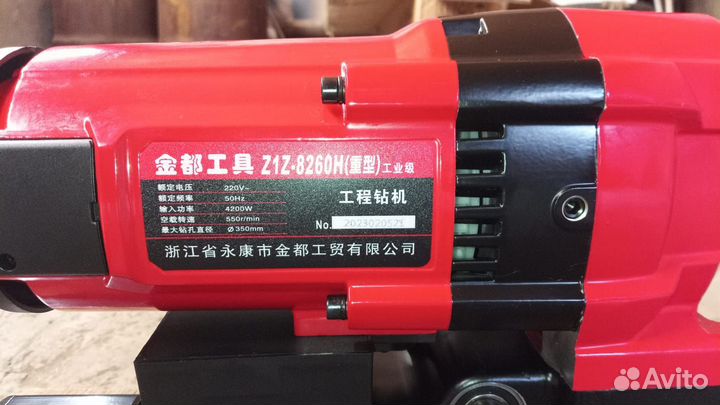 金都工具 Z1Z-8260H(重型)工业级
额定电压 220V~
额定频率 50Hz
输入功率 4200W
空载转速 550r/min
最大钻孔直径 Ø350mm
工程钻机
No. 2023020521
浙江省永康市金都工贸有限公司
Avito